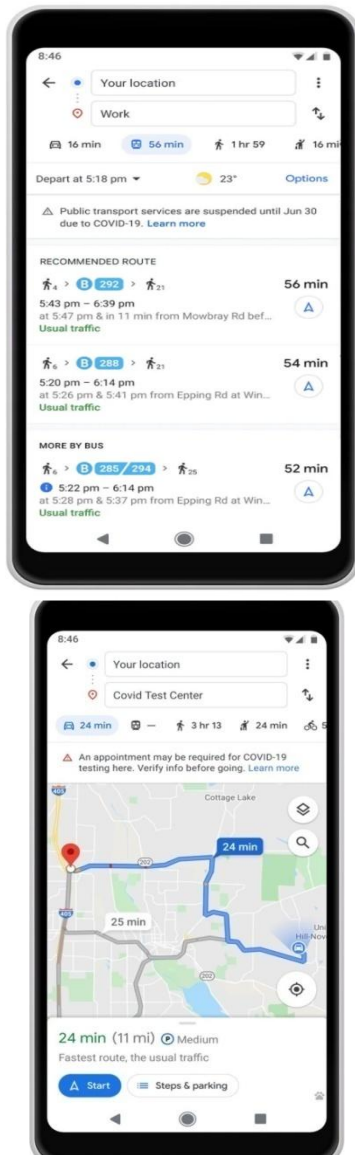 8:46
Your location
Work
16 min 56 min 1 hr 59 16 mi
Depart at 5:18 pm 23° Options
Public transport services are suspended until Jun 30
due to COVID-19. Learn more
RECOMMENDED ROUTE
4 > B 292 > 21 56 min
5:43 pm – 6:39 pm
at 5:47 pm & in 11 min from Mowbray Rd bef...
Usual traffic
6 > B 288 > 21 54 min
5:20 pm – 6:14 pm
at 5:26 pm & 5:41 pm from Epping Rd at Win...
Usual traffic
MORE BY BUS
6 > B 285/294 > 25 52 min
5:22 pm – 6:14 pm
at 5:28 pm & 5:37 pm from Epping Rd at Win...
Usual traffic
8:46
Your location
Covid Test Center
24 min — 3 hr 13 24 min 5
An appointment may be required for COVID-19
testing here. Verify info before going. Learn more
405
Cottage Lake
24 min
202
405
25 min
Uni
Hill-Nov
202
24 min (11 mi) P Medium
Fastest route, the usual traffic
Start Steps & parking